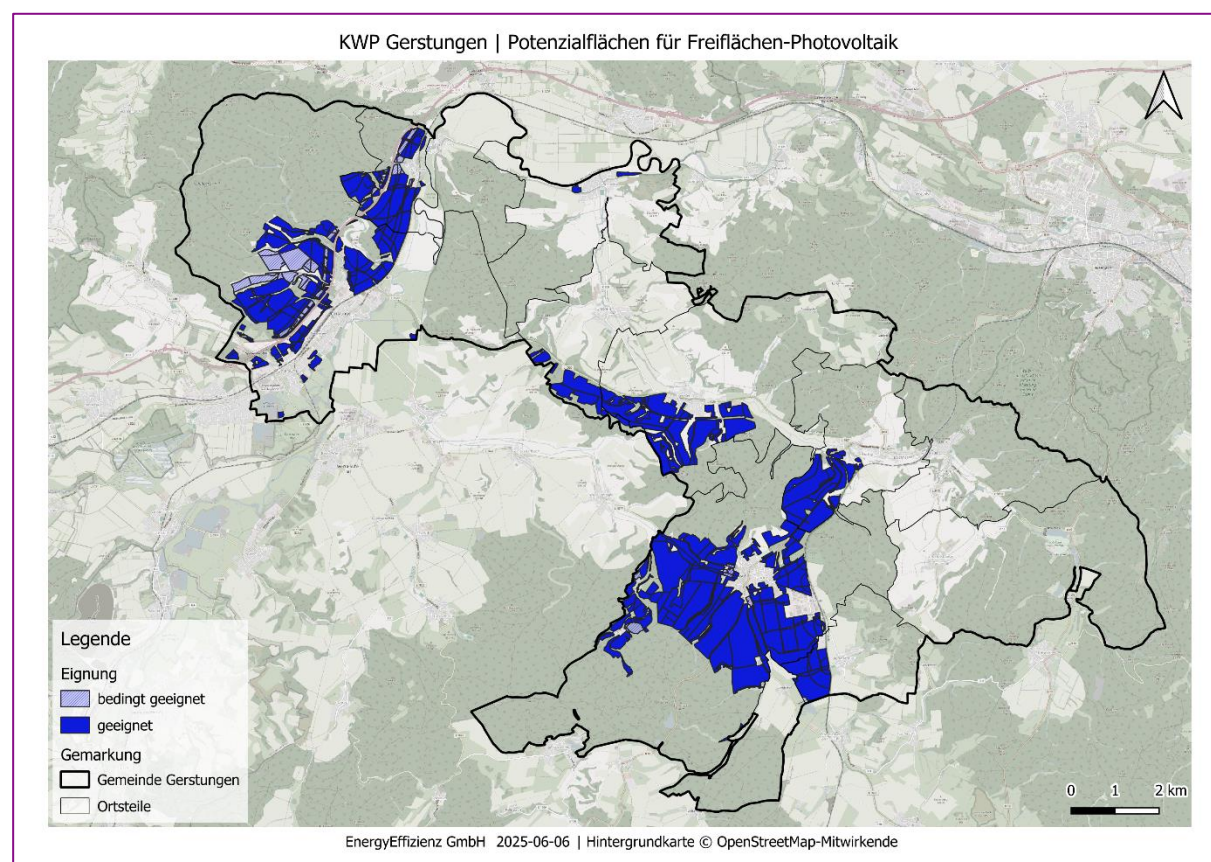 KWP Gerstungen | Potenzialflächen für Freiflächen-Photovoltaik
Legende
Eignung
bedingt geeignet
geeignet
Gemarkung
Gemeinde Gerstungen
Ortsteile
0 1 2 km
EnergyEffizienz GmbH 2025-06-06 | Hintergrundkarte © OpenStreetMap-Mitwirkende